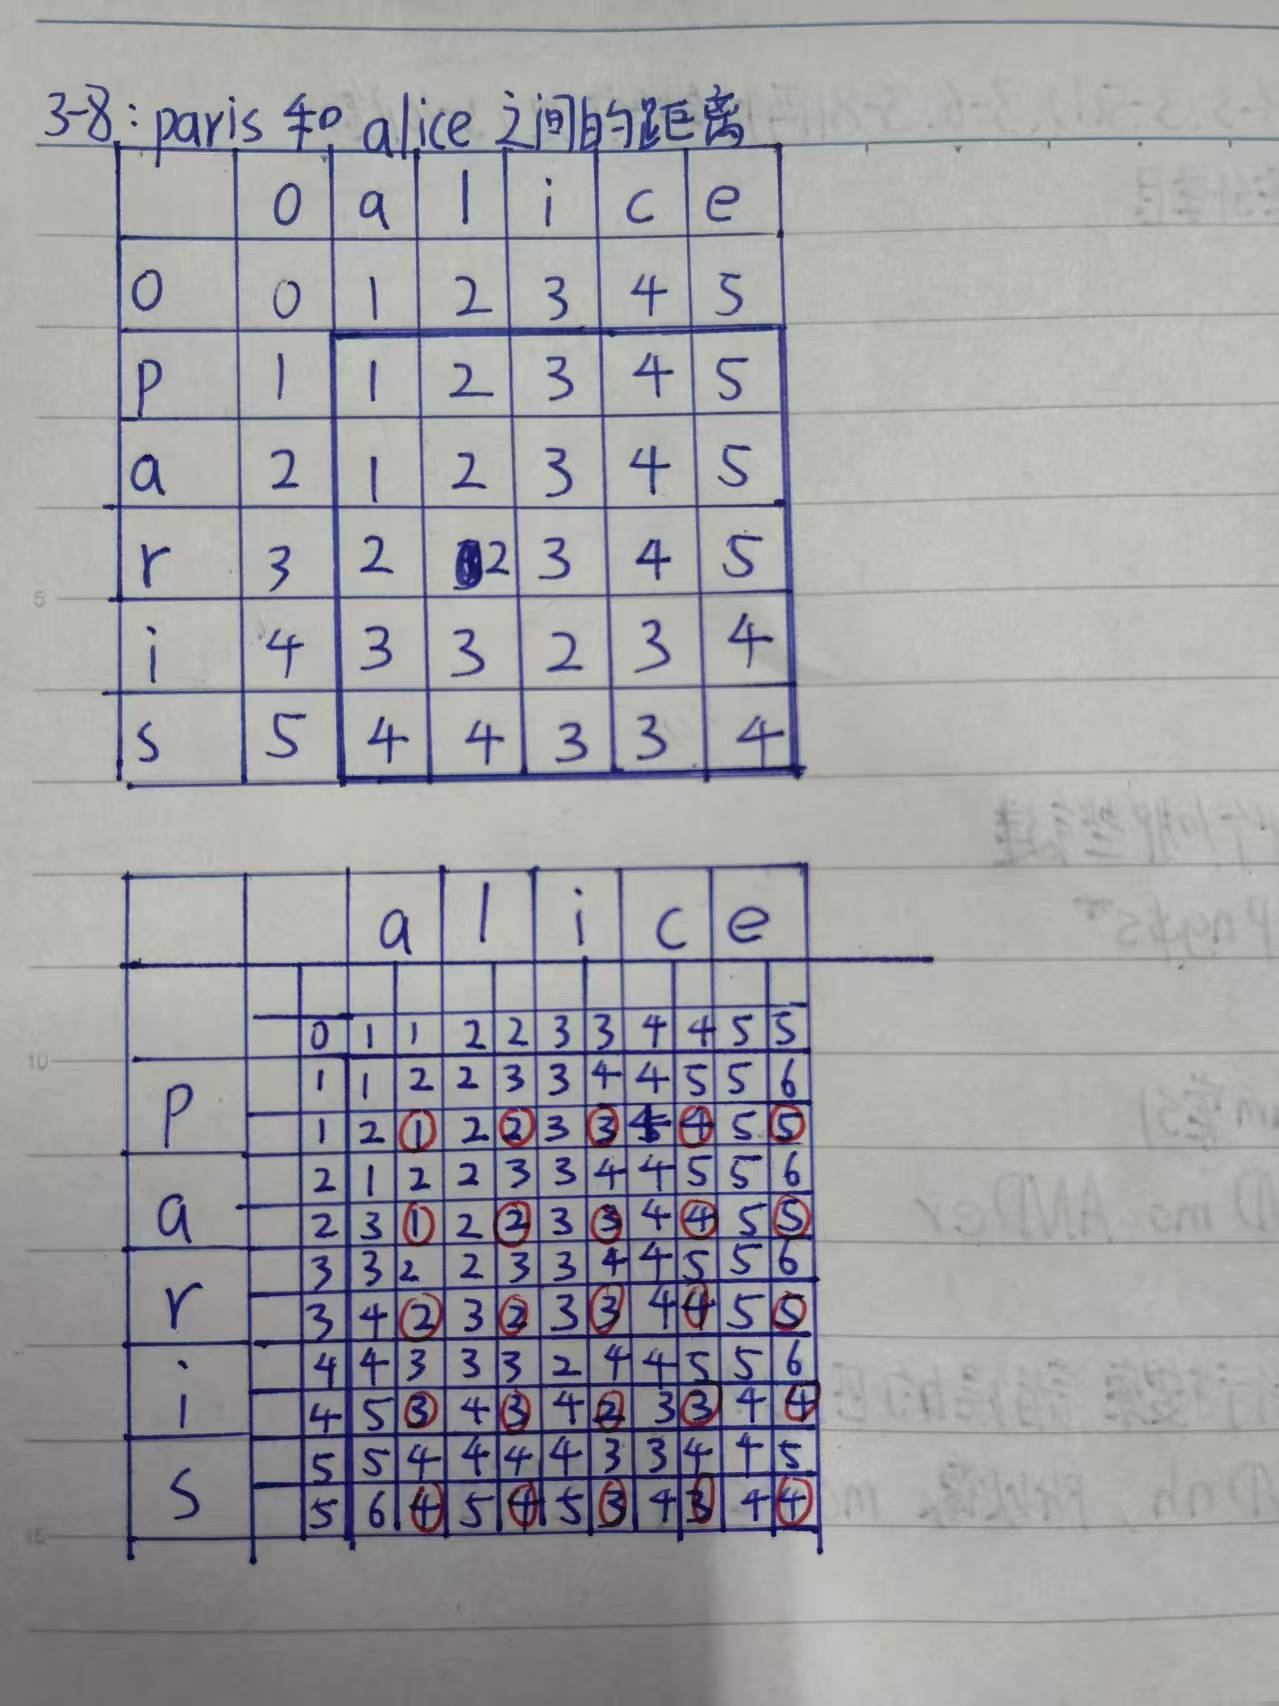 3-8: paris 和 alice 之间的距离
0 a l i c e
0 0 1 2 3 4 5
p 1 1 2 3 4 5
a 2 1 2 3 4 5
r 3 2 2 3 4 5
i 4 3 3 2 3 4
s 5 4 4 3 3 4
a l i c e
0 1 1 2 2 3 3 4 4 5 5
p
1 1 2 2 3 3 4 4 5 5 6
1 2 1 2 2 3 3 4 4 5 5
a
2 1 2 2 3 3 4 4 5 5 6
2 3 1 2 2 3 3 4 4 5 5
r
3 3 2 2 3 3 4 4 5 5 6
3 4 2 3 2 3 3 4 4 5 5
i
4 4 3 3 3 2 4 4 5 5 6
4 5 3 4 3 4 2 3 3 4 4
s
5 5 4 4 4 4 3 3 4 4 5
5 6 4 5 4 5 3 4 3 4 4
5
10
15